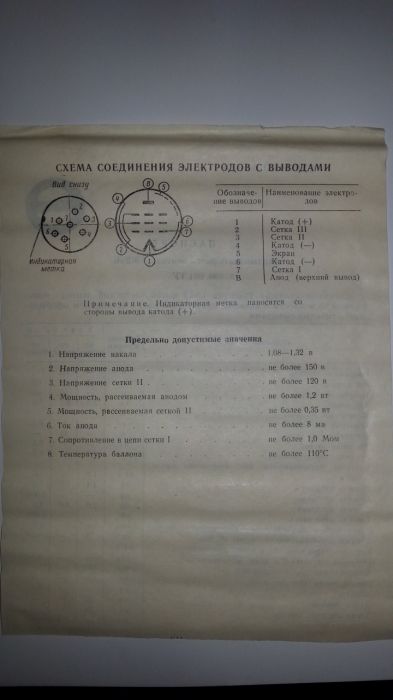 СХЕМА СОЕДИНЕНИЯ ЭЛЕКТРОДОВ С ВЫВОДАМИ
Вид снизу
индикаторная
метка
Обозначе-
ние выводов
Наименование электро-
дов
1 Катод (+)
2 Сетка III
3 Сетка II
4 Катод (—)
5 Экран
6 Катод (—)
7 Сетка I
В Анод (верхний вывод)
Примечание. Индикаторная метка наносится со
стороны вывода катода (+).
Предельно допустимые значения
1. Напряжение накала 1,08—1,32 в
2. Напряжение анода не более 150 в
3. Напряжение сетки II не более 120 в
4. Мощность, рассеиваемая анодом не более 1,2 вт
5. Мощность, рассеиваемая сеткой II не более 0,35 вт
6. Ток анода не более 8 ма
7. Сопротивление в цепи сетки I не более 1,0 Мом
8. Температура баллона не более 110°С